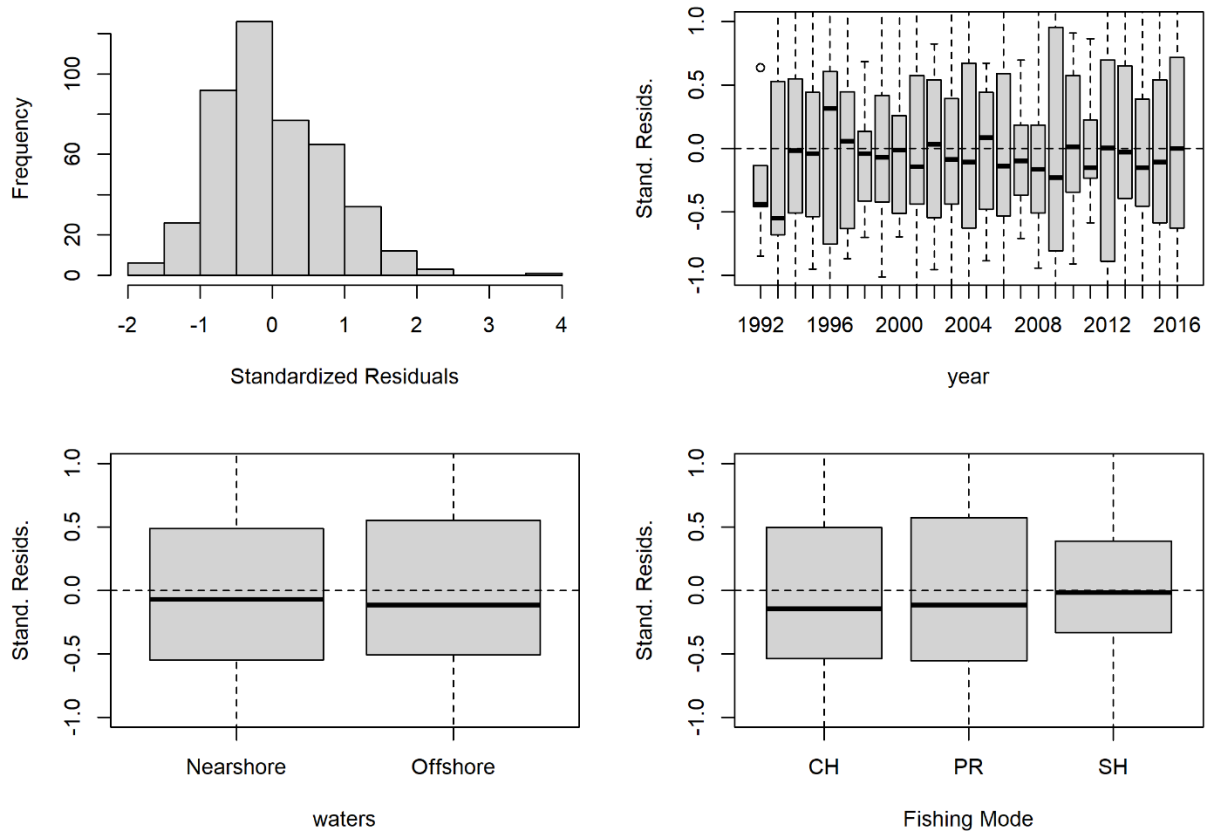 Frequency
0 20 60 100
-2 -1 0 1 2 3 4
Standardized Residuals
Stand. Resids.
-1.0 -0.5 0.0 0.5 1.0
1992 1996 2000 2004 2008 2012 2016
year
Stand. Resids.
-1.0 -0.5 0.0 0.5 1.0
Nearshore Offshore
waters
Stand. Resids.
-1.0 -0.5 0.0 0.5 1.0
CH PR SH
Fishing Mode